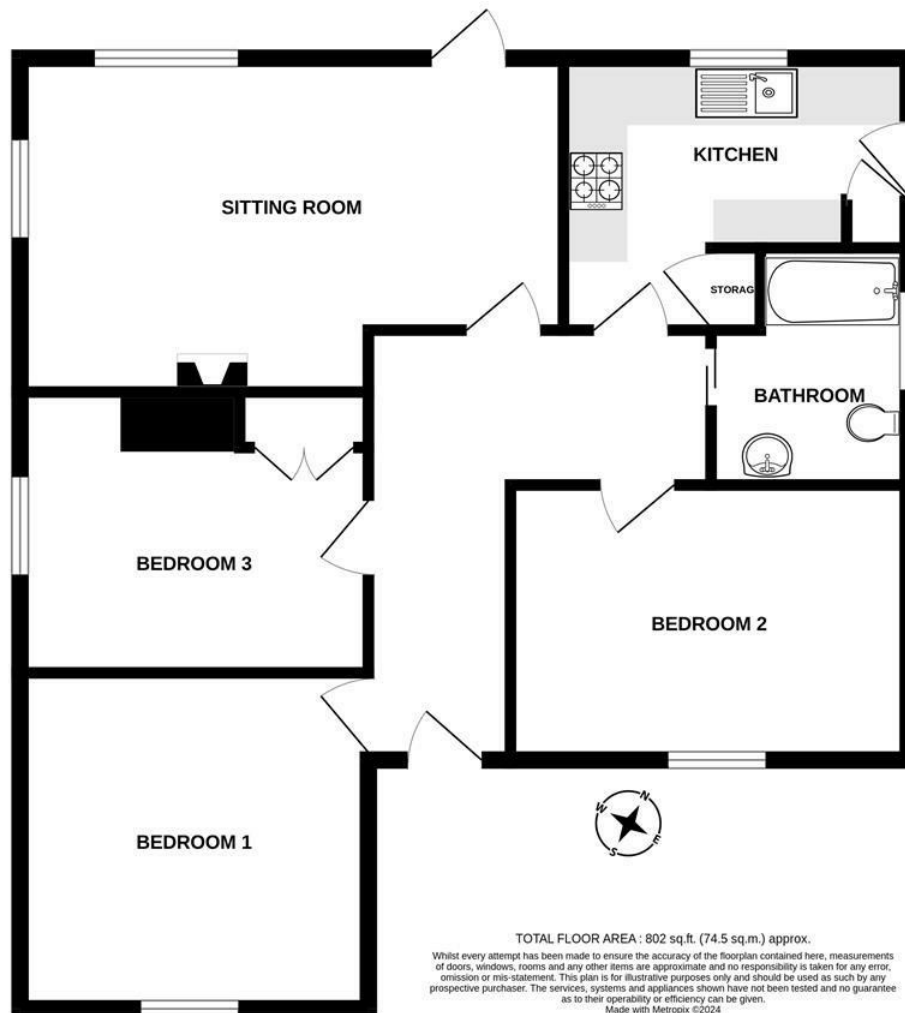 SITTING ROOM
KITCHEN
STORAG
BATHROOM
BEDROOM 3
BEDROOM 2
BEDROOM 1
N
W
E
S
TOTAL FLOOR AREA : 802 sq.ft. (74.5 sq.m.) approx.
Whilst every attempt has been made to ensure the accuracy of the floorplan contained here, measurements
of doors, windows, rooms and any other items are approximate and no responsibility is taken for any error,
omission or mis-statement. This plan is for illustrative purposes only and should be used as such by any
prospective purchaser. The services, systems and appliances shown have not been tested and no guarantee
as to their operability or efficiency can be given.
Made with Metropix ©2024